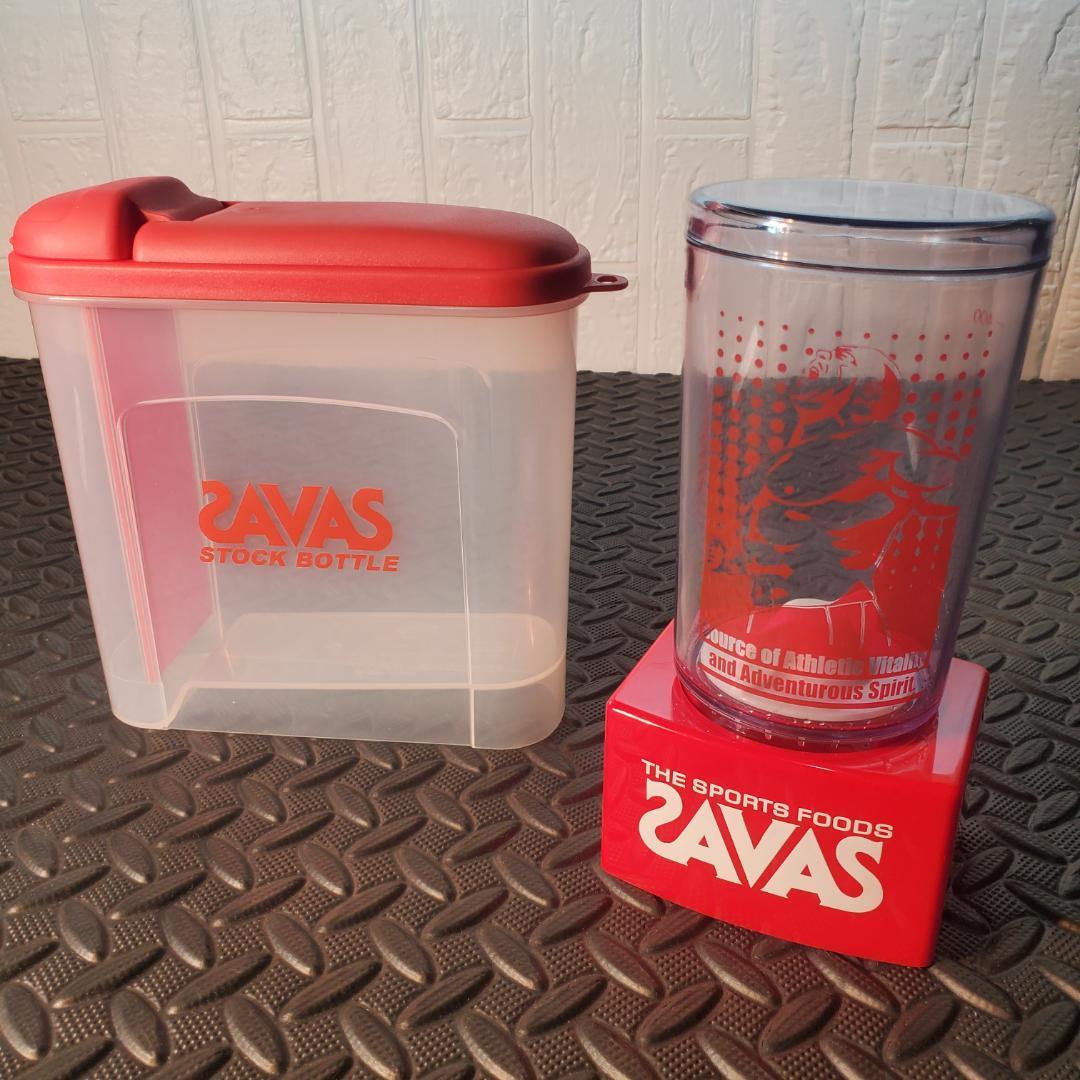 SAVAS
STOCK BOTTLE
Source of Athletic Vitality
and Adventurous Spirit.
THE SPORTS FOODS
SAVAS